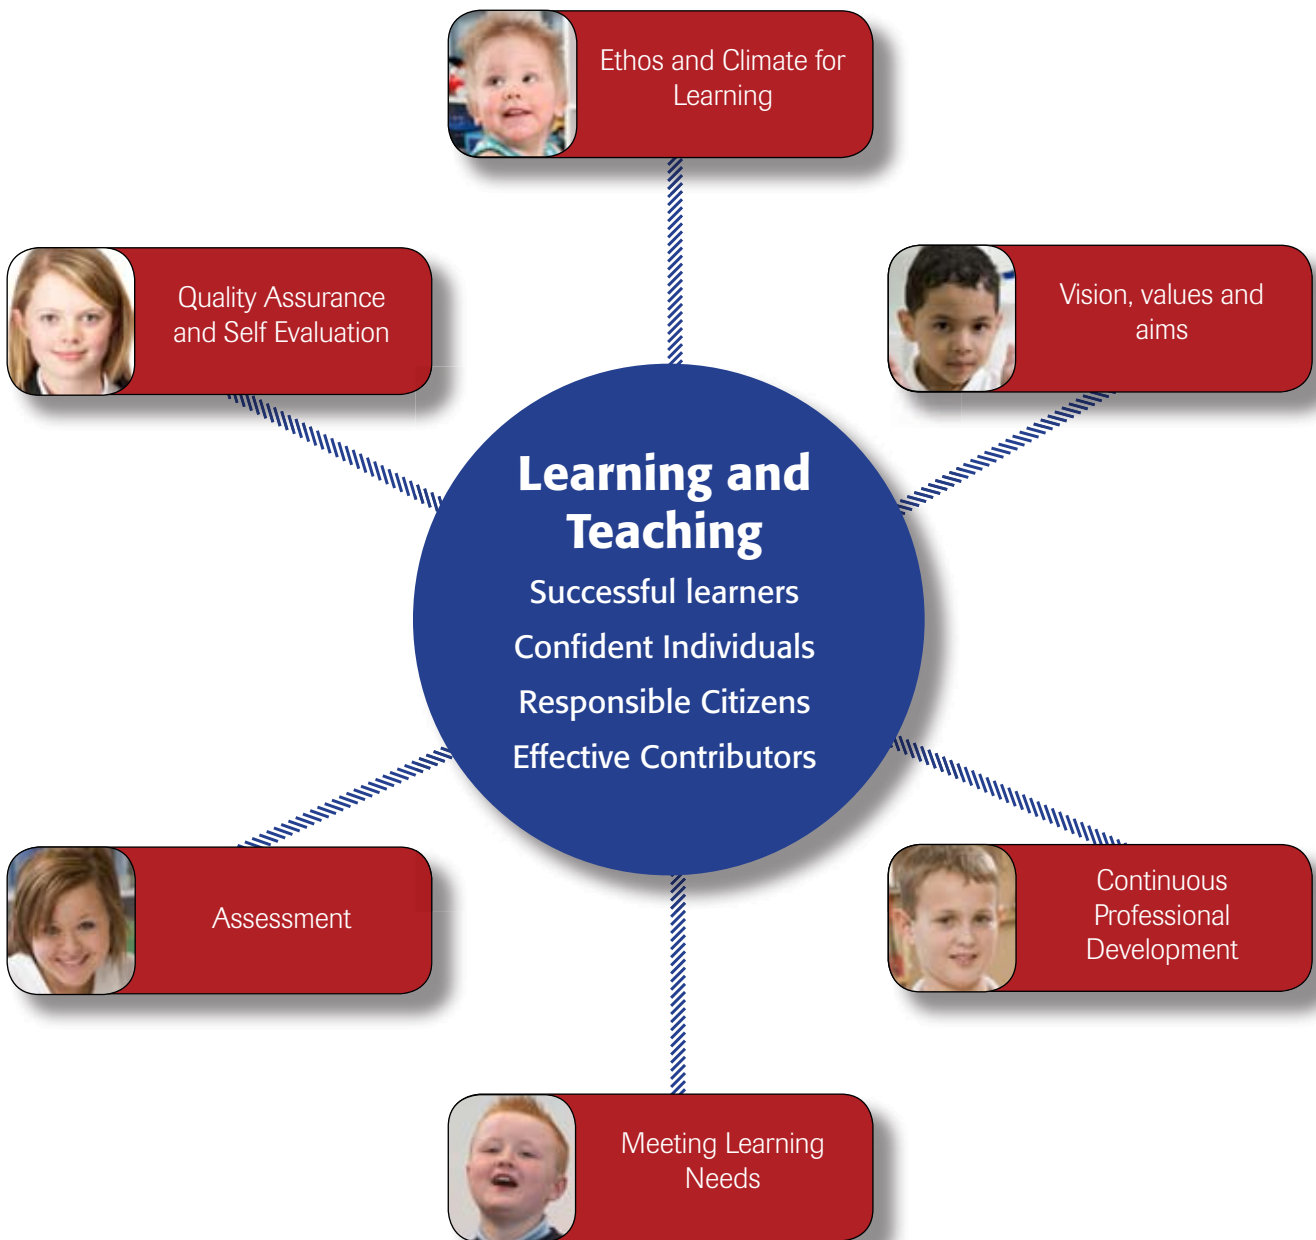 Ethos and Climate for
Learning
Quality Assurance
and Self Evaluation
Vision, values and
aims
Learning and
Teaching
Successful learners
Confident Individuals
Responsible Citizens
Effective Contributors
Assessment
Continuous
Professional
Development
Meeting Learning
Needs